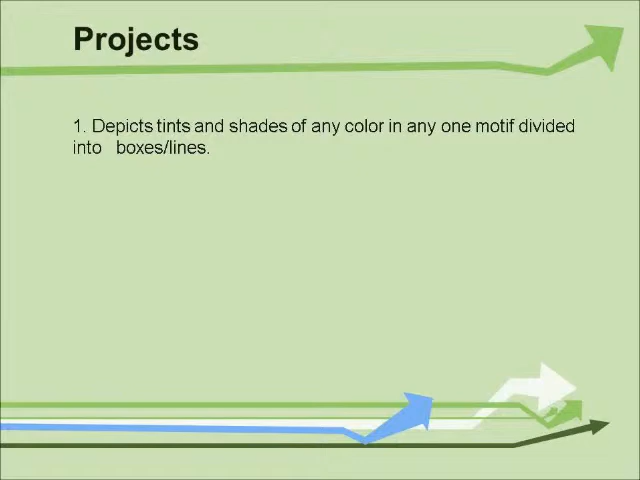 Projects
1. Depicts tints and shades of any color in any one motif divided
into boxes/lines.